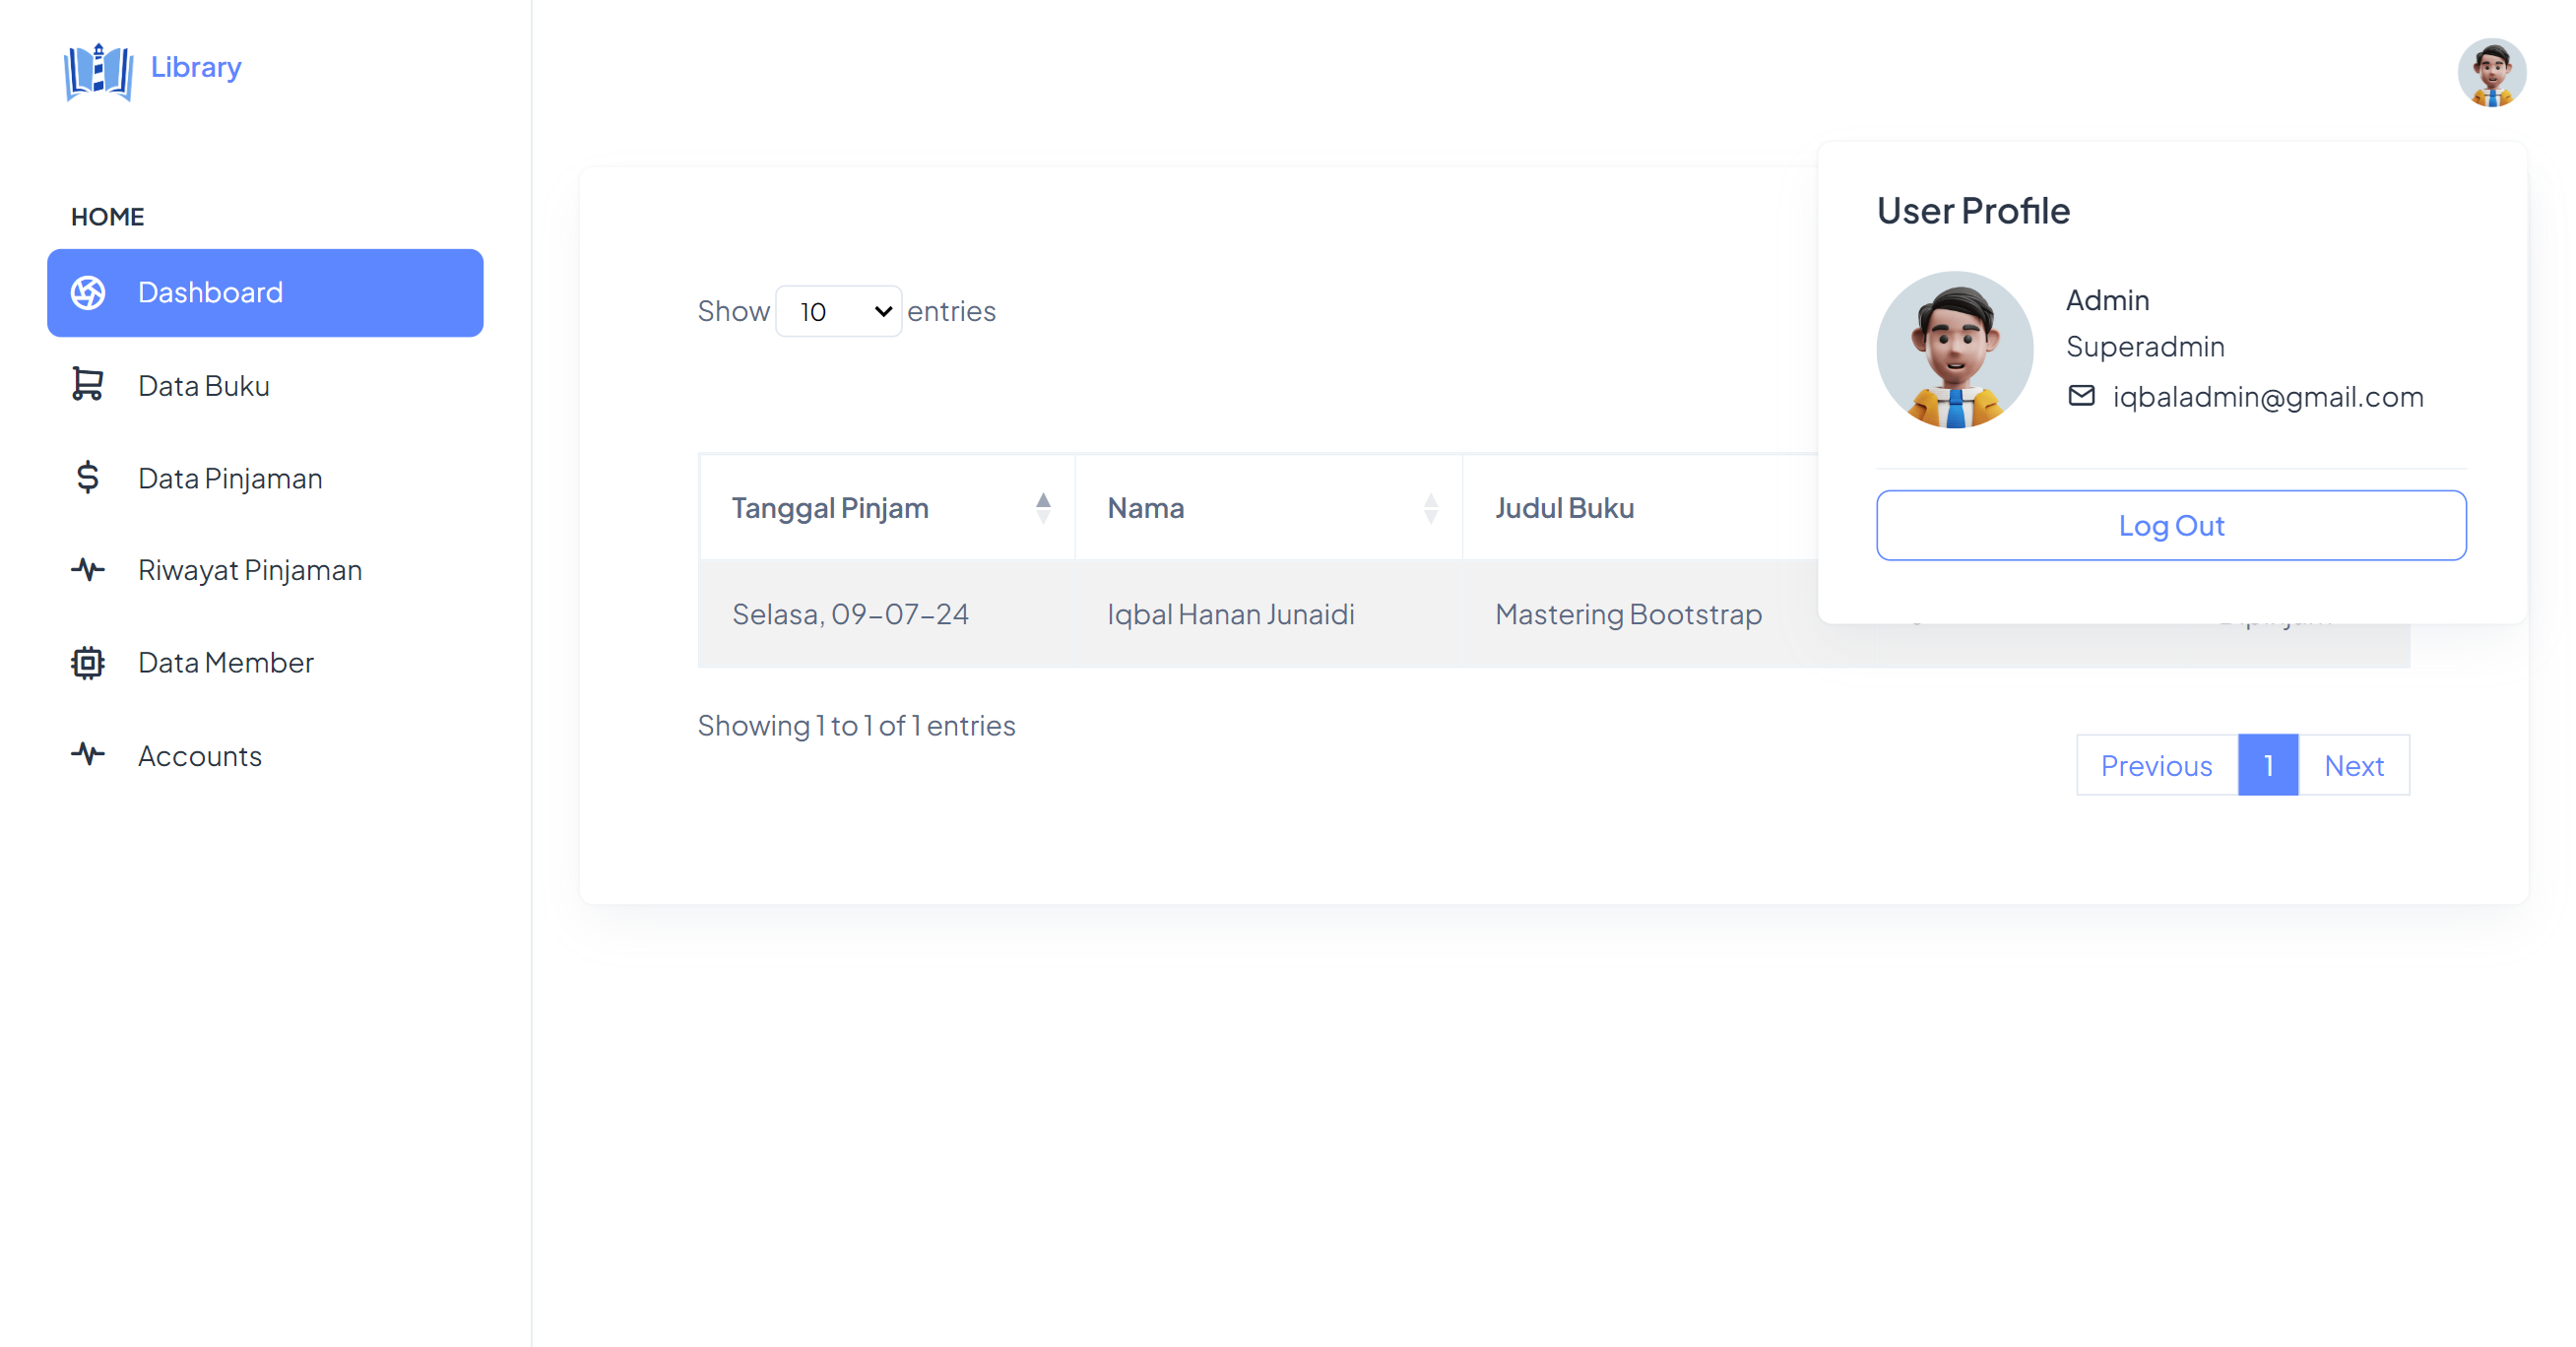 Library
HOME
Dashboard
Data Buku
Data Pinjaman
Riwayat Pinjaman
Data Member
Accounts
Show 10 entries
Tanggal Pinjam Nama Judul Buku
Selasa, 09-07-24 Iqbal Hanan Junaidi Mastering Bootstrap
Showing 1 to 1 of 1 entries
Previous 1 Next
User Profile
Admin
Superadmin
iqbaladmin@gmail.com
Log Out